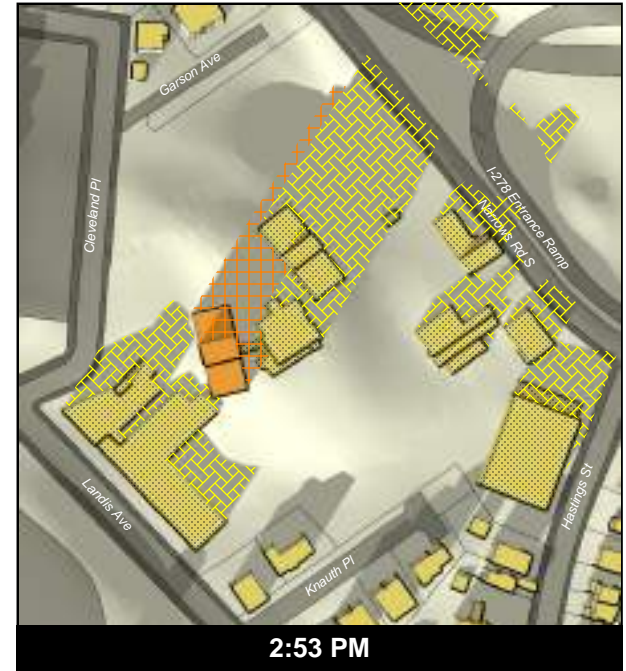 Garson Ave
Cleveland Pl
I-278 Entrance Ramp
Narrows Rd S
Landis Ave
Hastings St
Knauth Pl
2:53 PM